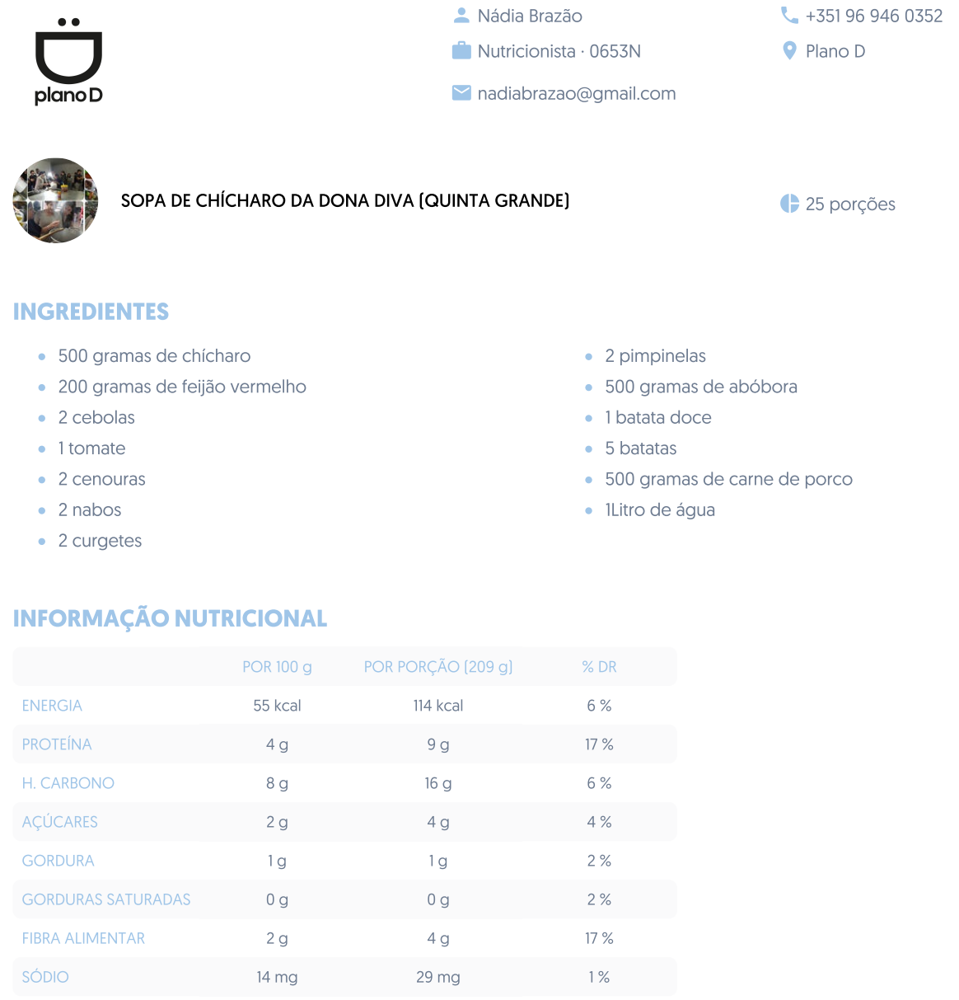 plano D
Nádia Brazão
+351 96 946 0352
Nutricionista · 0653N
Plano D
nadiabrazao@gmail.com
SOPA DE CHÍCHARO DA DONA DIVA (QUINTA GRANDE)
25 porções
INGREDIENTES
500 gramas de chícharo
200 gramas de feijão vermelho
2 cebolas
1 tomate
2 cenouras
2 nabos
2 curgetes
2 pimpinelas
500 gramas de abóbora
1 batata doce
5 batatas
500 gramas de carne de porco
1Litro de água
INFORMAÇÃO NUTRICIONAL
POR 100 g POR PORÇÃO (209 g) % DR
ENERGIA 55 kcal 114 kcal 6 %
PROTEÍNA 4 g 9 g 17 %
H. CARBONO 8 g 16 g 6 %
AÇÚCARES 2 g 4 g 4 %
GORDURA 1 g 1 g 2 %
GORDURAS SATURADAS 0 g 0 g 2 %
FIBRA ALIMENTAR 2 g 4 g 17 %
SÓDIO 14 mg 29 mg 1 %